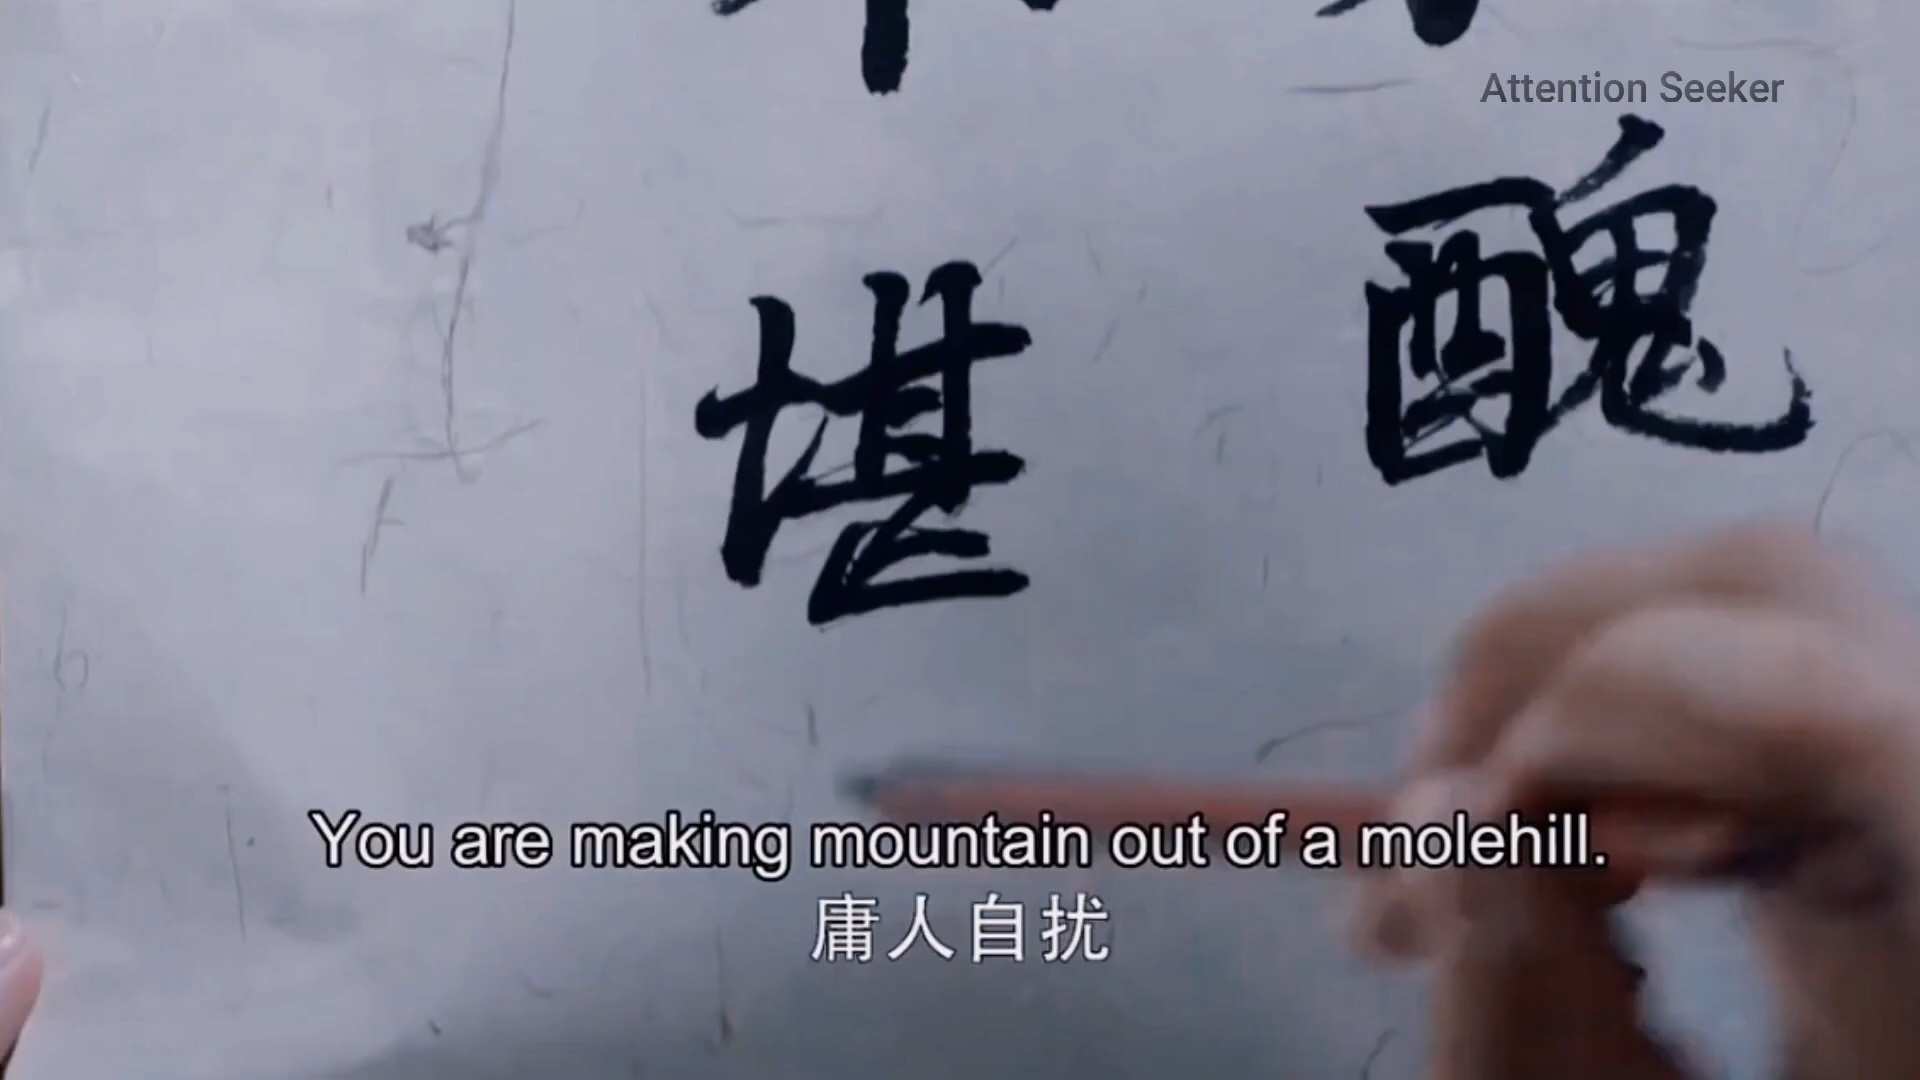 Attention Seeker
醜
堪
You are making mountain out of a molehill.
庸人自扰